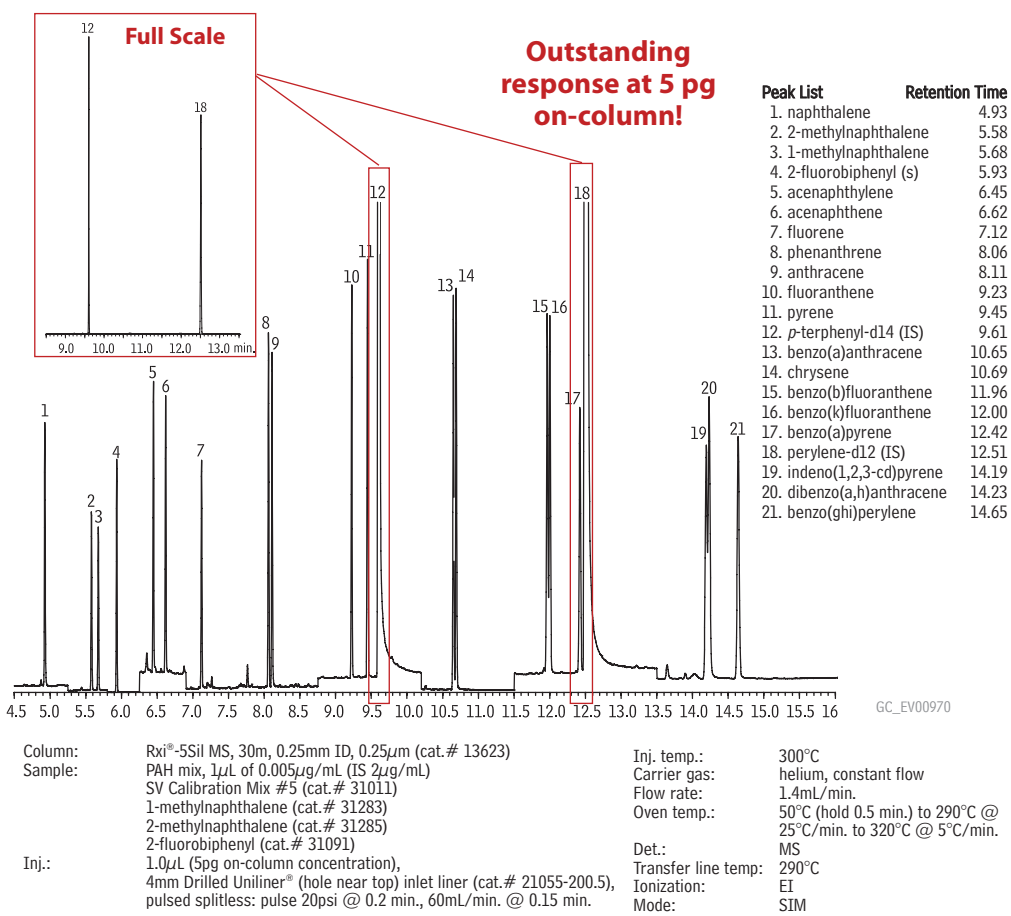 Full Scale
12
18
9.0 10.0 11.0 12.0 13.0 min.
Outstanding
response at 5 pg
on-column!
Peak List Retention Time
1. naphthalene 4.93
2. 2-methylnaphthalene 5.58
3. 1-methylnaphthalene 5.68
4. 2-fluorobiphenyl (s) 5.93
5. acenaphthylene 6.45
6. acenaphthene 6.62
7. fluorene 7.12
8. phenanthrene 8.06
9. anthracene 8.11
10. fluoranthene 9.23
11. pyrene 9.45
12. p-terphenyl-d14 (IS) 9.61
13. benzo(a)anthracene 10.65
14. chrysene 10.69
15. benzo(b)fluoranthene 11.96
16. benzo(k)fluoranthene 12.00
17. benzo(a)pyrene 12.42
18. perylene-d12 (IS) 12.51
19. indeno(1,2,3-cd)pyrene 14.19
20. dibenzo(a,h)anthracene 14.23
21. benzo(ghi)perylene 14.65
1 2 3 4 5 6 7 8 9 10 11 12 13 14 15 16 17 18 19 20 21
4.5 5.0 5.5 6.0 6.5 7.0 7.5 8.0 8.5 9.0 9.5 10.0 10.5 11.0 11.5 12.0 12.5 13.0 13.5 14.0 14.5 15.0 15.5 16
GC_EV00970
Column: Rxi®-5Sil MS, 30m, 0.25mm ID, 0.25µm (cat.# 13623)
Sample: PAH mix, 1µL of 0.005µg/mL (IS 2µg/mL)
SV Calibration Mix #5 (cat.# 31011)
1-methylnaphthalene (cat.# 31283)
2-methylnaphthalene (cat.# 31285)
2-fluorobiphenyl (cat.# 31091)
Inj.: 1.0µL (5pg on-column concentration),
4mm Drilled Uniliner® (hole near top) inlet liner (cat.# 21055-200.5),
pulsed splitless: pulse 20psi @ 0.2 min., 60mL/min. @ 0.15 min.
Inj. temp.: 300°C
Carrier gas: helium, constant flow
Flow rate: 1.4mL/min.
Oven temp.: 50°C (hold 0.5 min.) to 290°C @
25°C/min. to 320°C @ 5°C/min.
Det.: MS
Transfer line temp: 290°C
Ionization: EI
Mode: SIM